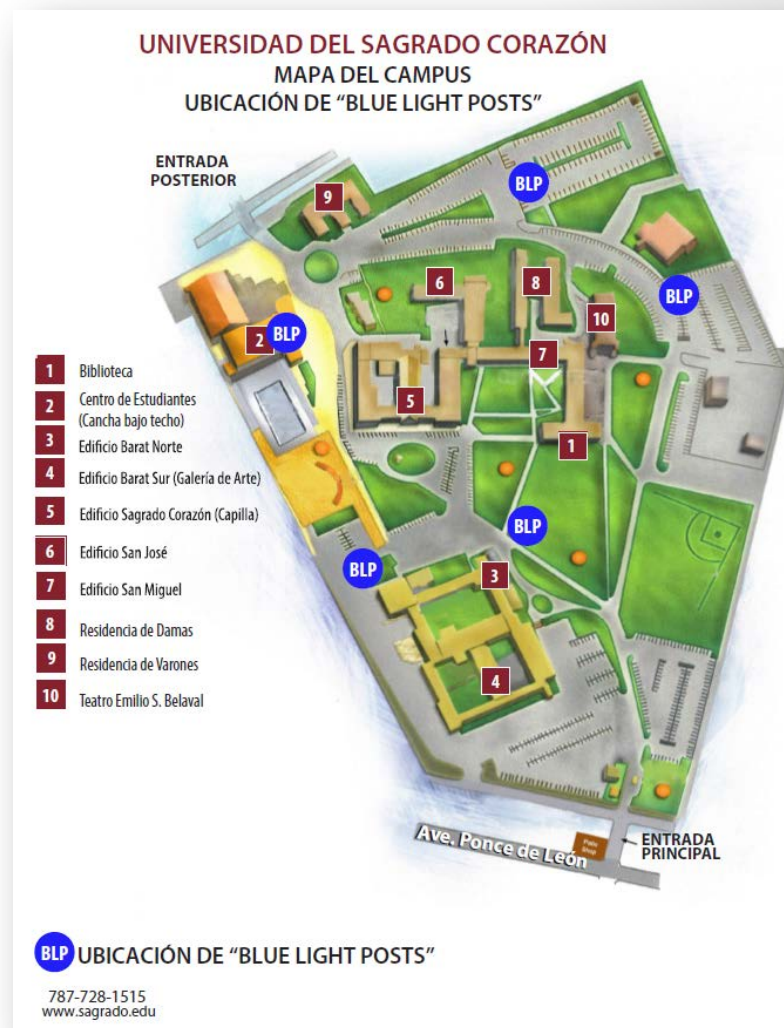 UNIVERSIDAD DEL SAGRADO CORAZÓN
MAPA DEL CAMPUS
UBICACIÓN DE “BLUE LIGHT POSTS”
ENTRADA
POSTERIOR
BLP
9
6
8
BLP
10
2
BLP
7
5
1
BLP
BLP
3
4
1 Biblioteca
2 Centro de Estudiantes
(Cancha bajo techo)
3 Edificio Barat Norte
4 Edificio Barat Sur (Galería de Arte)
5 Edificio Sagrado Corazón (Capilla)
6 Edificio San José
7 Edificio San Miguel
8 Residencia de Damas
9 Residencia de Varones
10 Teatro Emilio S. Belaval
Ave. Ponce de León
ENTRADA
PRINCIPAL
BLP UBICACIÓN DE “BLUE LIGHT POSTS”
787-728-1515
www.sagrado.edu